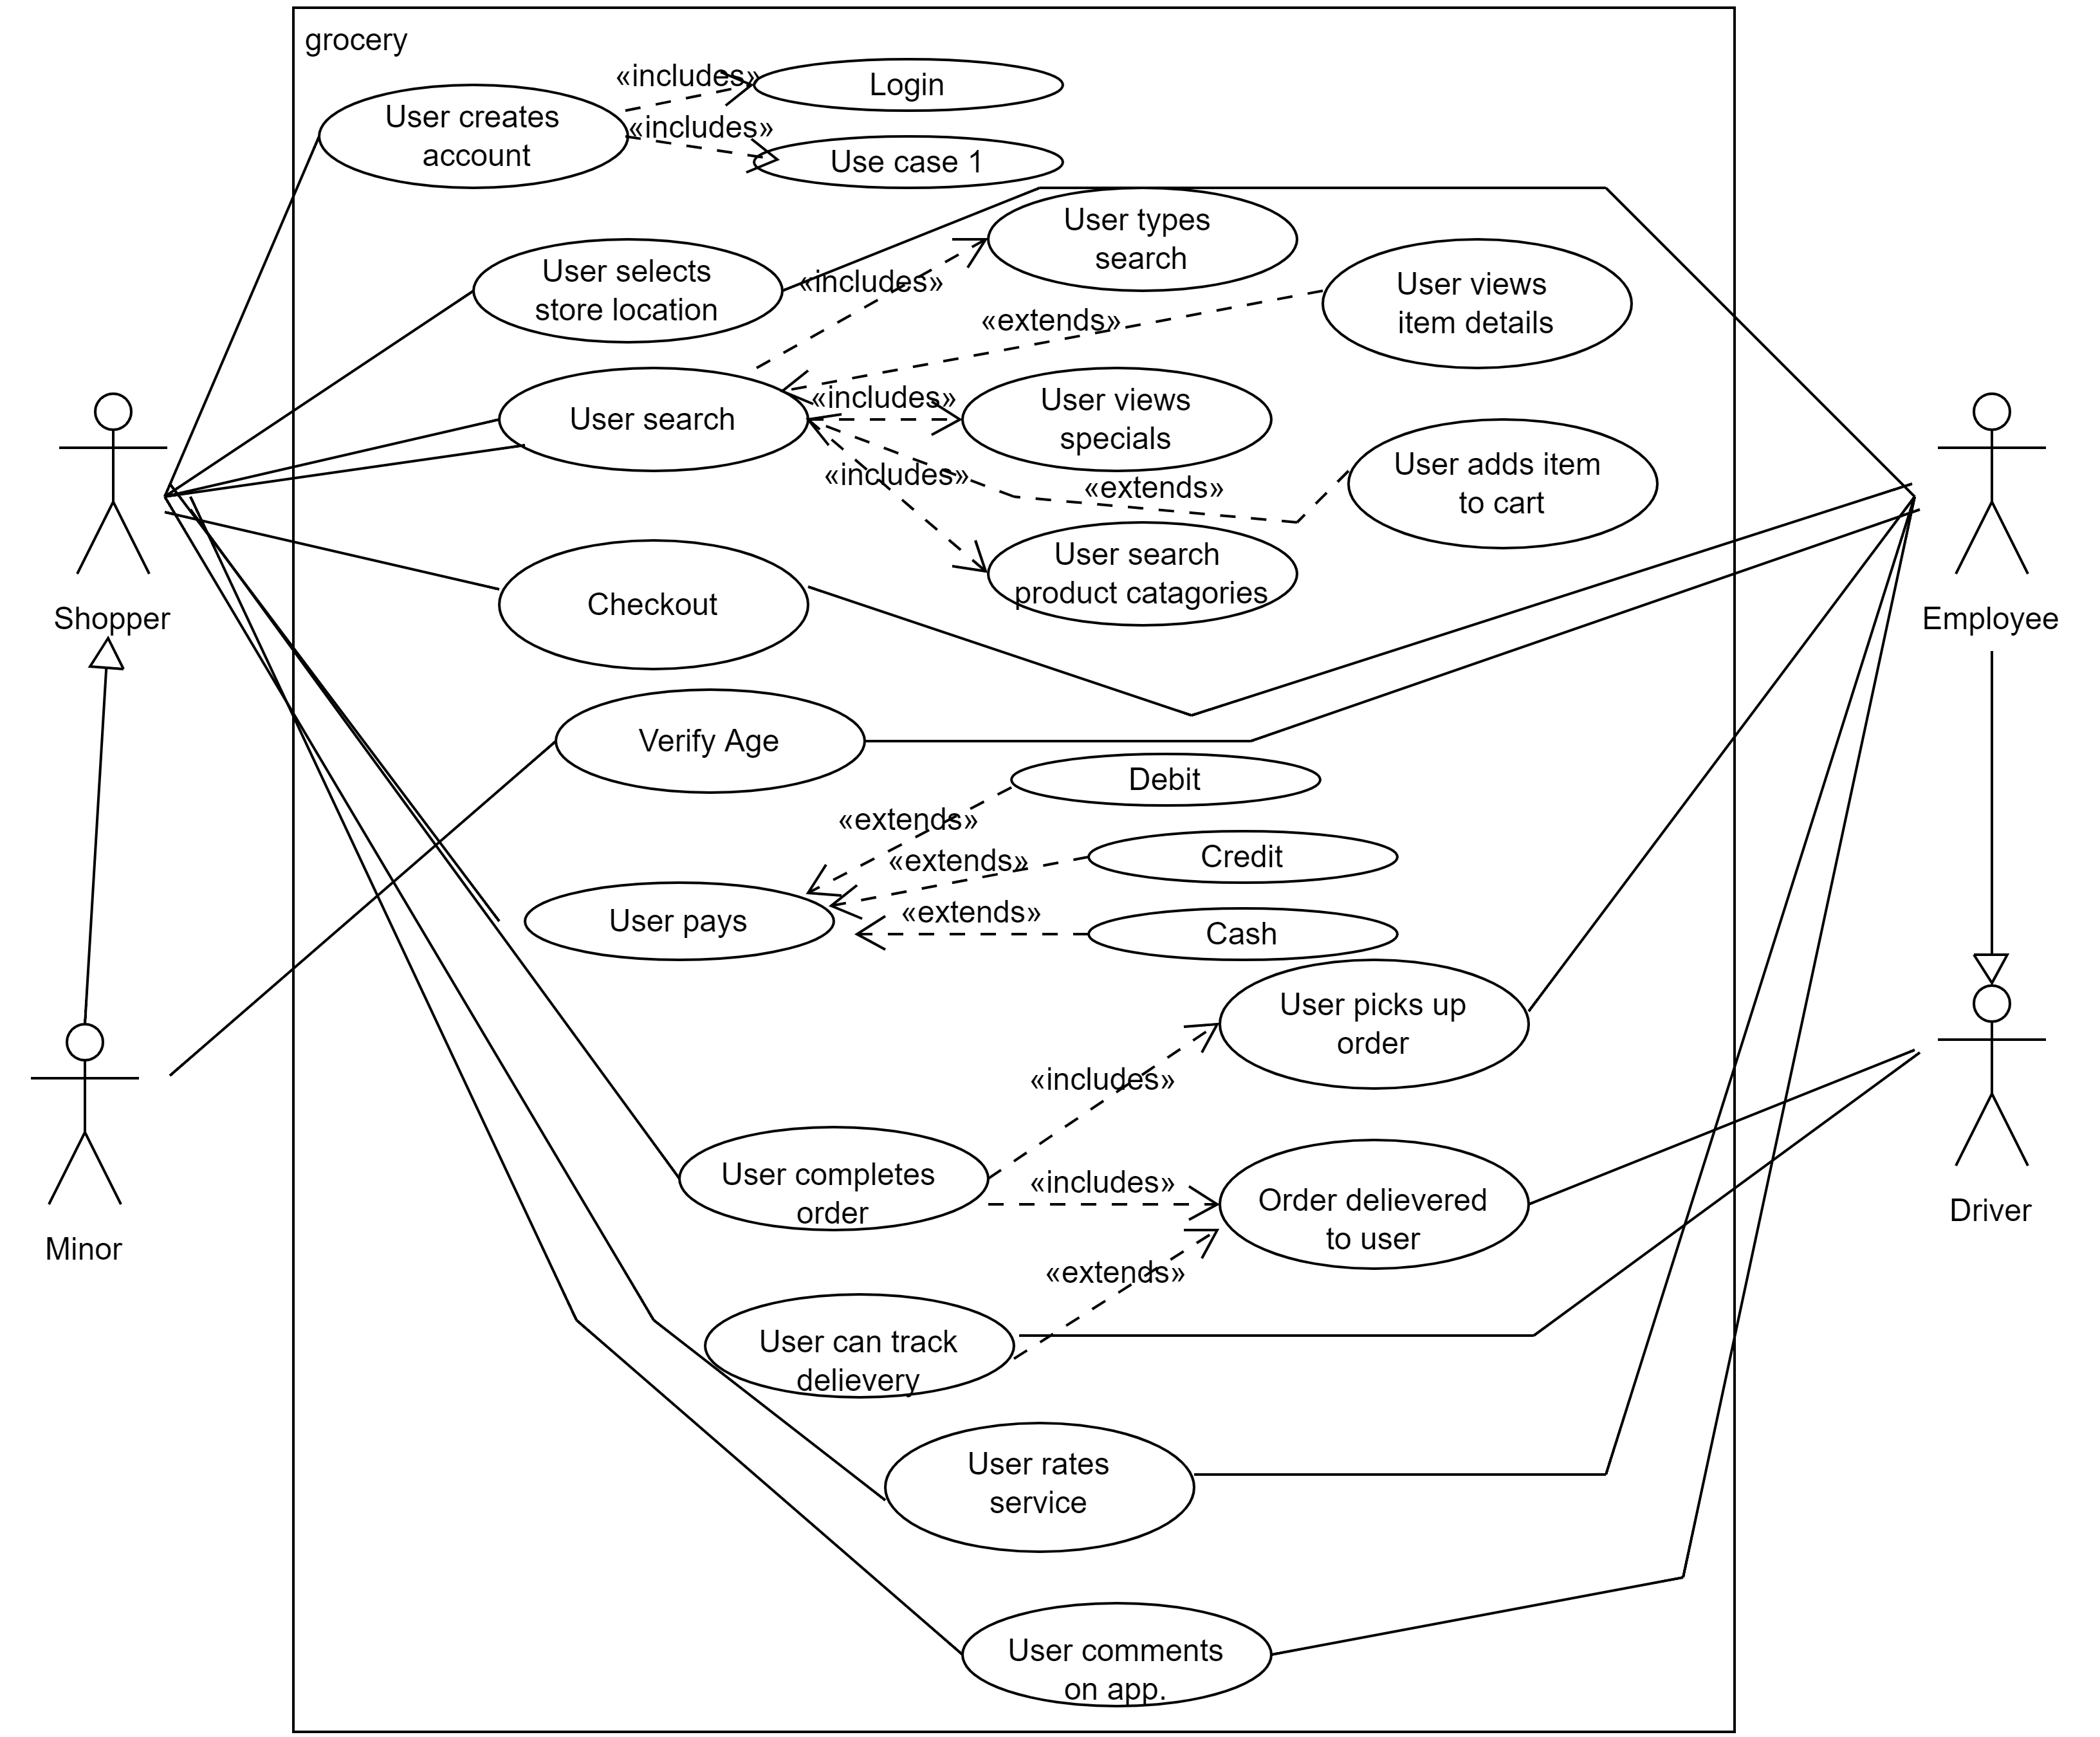 grocery
«includes»
Login
User creates
account
«includes»
Use case 1
User types
search
User selects
store location
«includes»
User views
item details
«extends»
User search
«includes»
User views
specials
User adds item
to cart
«includes»
«extends»
User search
product catagories
Checkout
Shopper
Employee
Verify Age
Debit
«extends»
Credit
«extends»
User pays
«extends»
Cash
User picks up
order
«includes»
User completes
order
«includes»
Order delievered
to user
Driver
Minor
«extends»
User can track
delievery
User rates
service
User comments
on app.